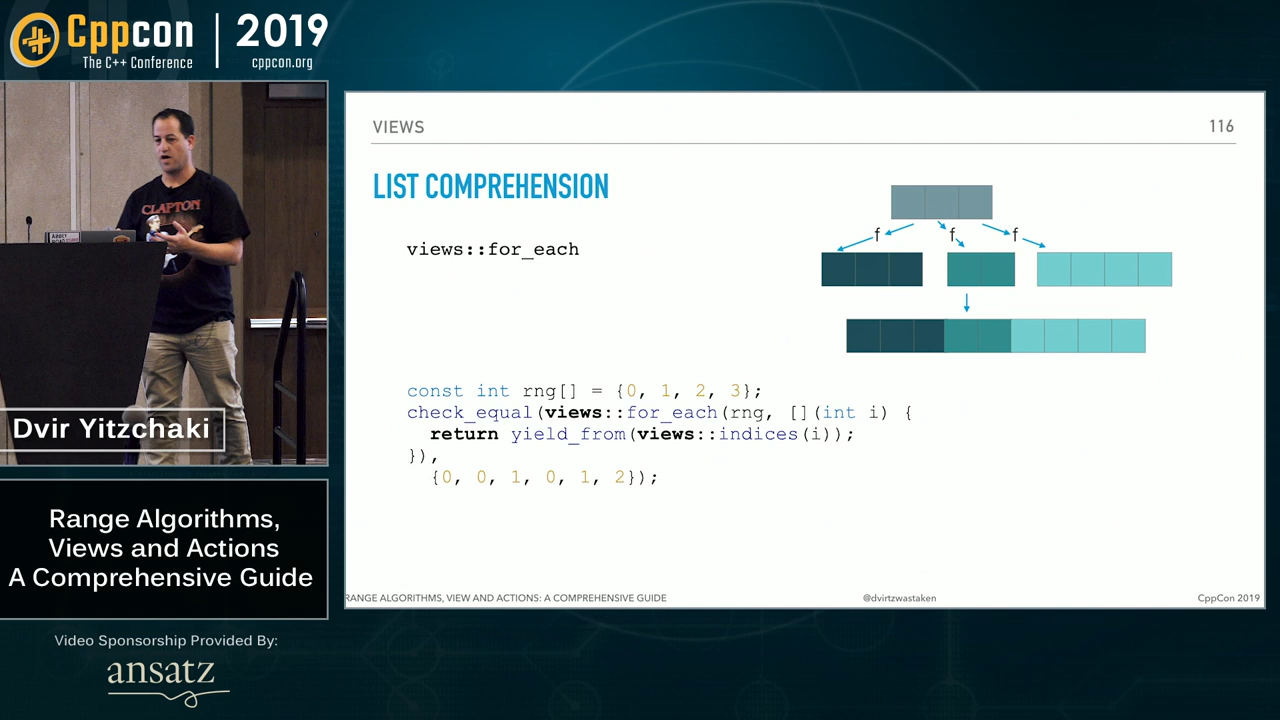 Cppcon
The C++ Conference
2019
cppcon.org
CLAPTON
Dvir Yitzchaki
Range Algorithms,
Views and Actions
A Comprehensive Guide
Video Sponsorship Provided By:
ansatz
VIEWS
116
LIST COMPREHENSION
views::for_each
f f f
const int rng[] = {0, 1, 2, 3};
check_equal(views::for_each(rng, [](int i) {
return yield_from(views::indices(i));
}),
{0, 0, 1, 0, 1, 2});
RANGE ALGORITHMS, VIEW AND ACTIONS: A COMPREHENSIVE GUIDE
@dvirtzwastaken
CppCon 2019